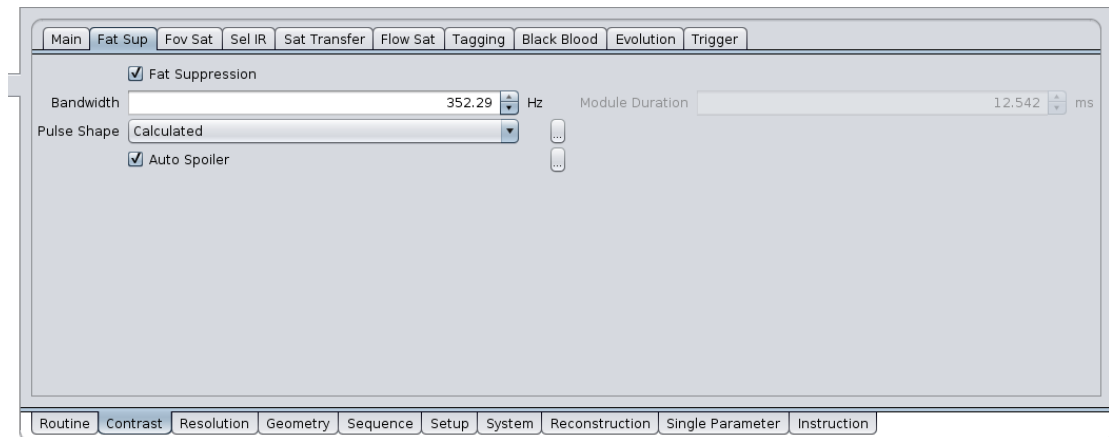 Main Fat Sup Fov Sat Sel IR Sat Transfer Flow Sat Tagging Black Blood Evolution Trigger
Fat Suppression
Bandwidth 352.29 Hz Module Duration 12.542 ms
Pulse Shape Calculated ...
Auto Spoiler ...
Routine Contrast Resolution Geometry Sequence Setup System Reconstruction Single Parameter Instruction